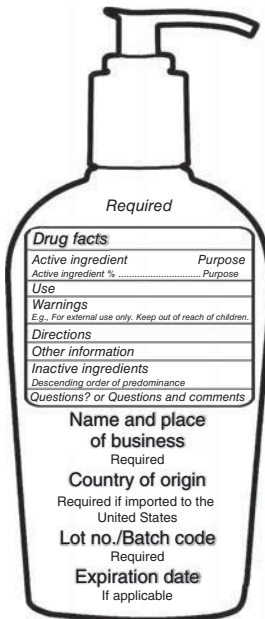 Required
Drug facts
Active ingredient Purpose
Active ingredient % ................................ Purpose
Use
Warnings
E.g., For external use only. Keep out of reach of children.
Directions
Other information
Inactive ingredients
Descending order of predominance
Questions? or Questions and comments
Name and place
of business
Required
Country of origin
Required if imported to the
United States
Lot no./Batch code
Required
Expiration date
If applicable